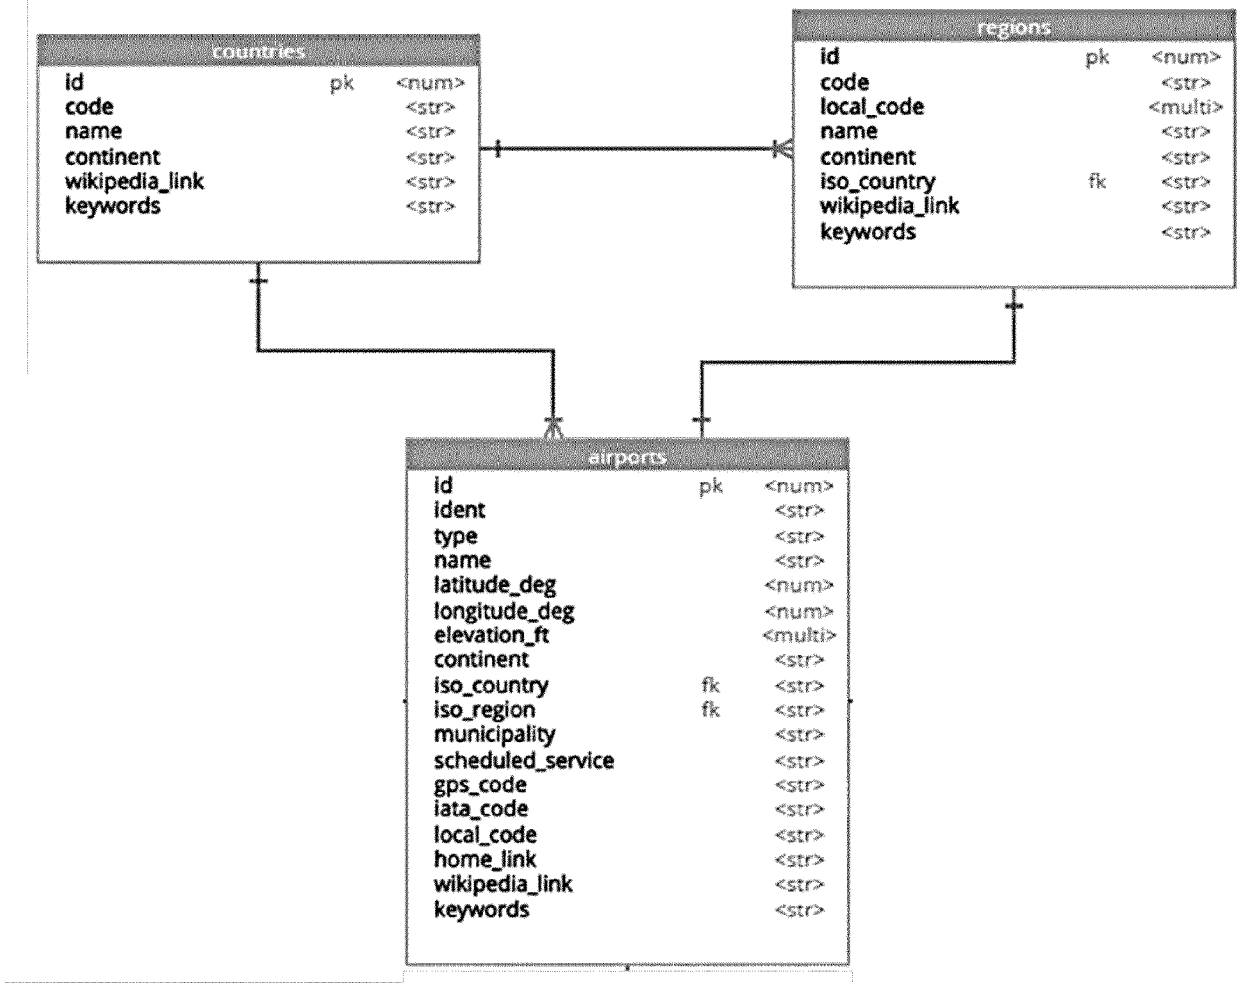 countries
id pk <num>
code <str>
name <str>
continent <str>
wikipedia_link <str>
keywords <str>
regions
id pk <num>
code <str>
local_code <multi>
name <str>
continent <str>
iso_country fk <str>
wikipedia_link <str>
keywords <str>
airports
id pk <num>
ident <str>
type <str>
name <str>
latitude_deg <num>
longitude_deg <num>
elevation_ft <multi>
continent <str>
iso_country fk <str>
iso_region fk <str>
municipality <str>
scheduled_service <str>
gps_code <str>
iata_code <str>
local_code <str>
home_link <str>
wikipedia_link <str>
keywords <str>